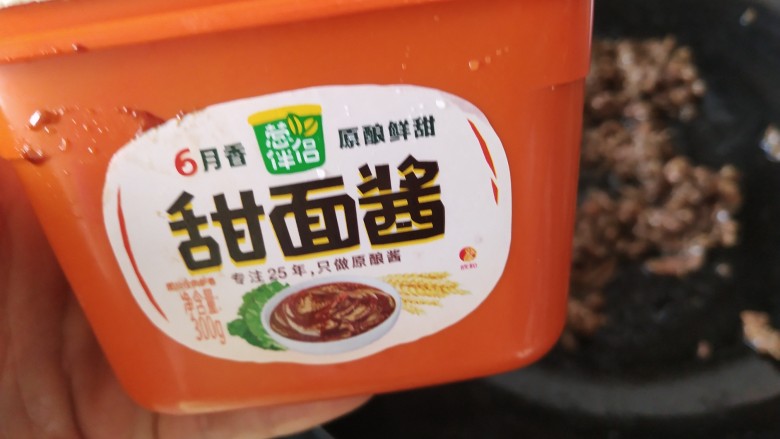 葱伴侣
6月香
原酿鲜甜
甜面酱
专注25年,只做原酿酱
净含量:
300g